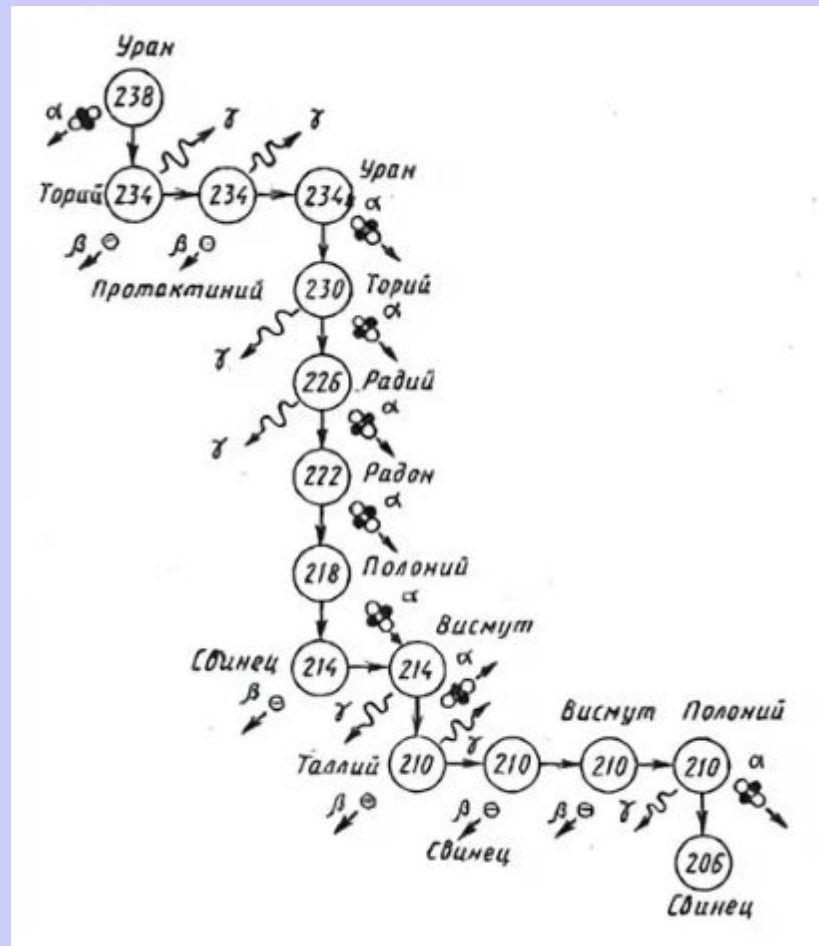 Уран
238
α
γ γ
Уран
Торий 234 234 234 α
β ⊖ β ⊖
Протактиний 230 Торий
α
γ
226 Радий
α
γ
222 Радон
α
218 Полоний
α
Висмут
Свинец 214 214 α
β ⊖ γ
Висмут Полоний
γ
Таллий 210 210 210 210 α
β ⊖ β ⊖ β ⊖ γ
Свинец
206
Свинец